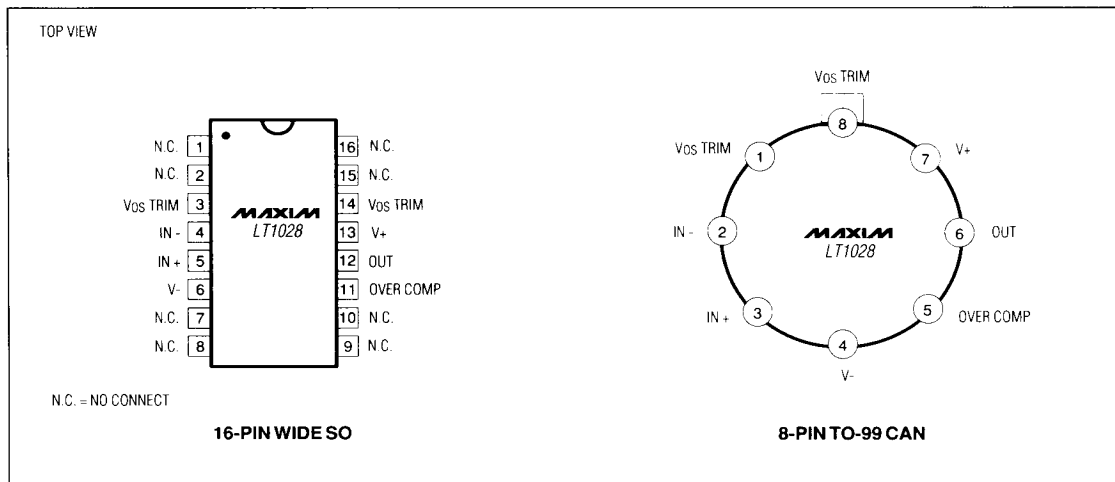 TOP VIEW
N.C. 1
N.C. 2
VOS TRIM 3
IN - 4
IN + 5
V- 6
N.C. 7
N.C. 8
MAXIM
LT1028
16 N.C.
15 N.C.
14 VOS TRIM
13 V+
12 OUT
11 OVER COMP
10 N.C.
9 N.C.
N.C. = NO CONNECT
16-PIN WIDE SO
VOS TRIM
8
VOS TRIM 1
7 V+
IN - 2
MAXIM
LT1028
6 OUT
IN + 3
5 OVER COMP
4
V-
8-PIN TO-99 CAN